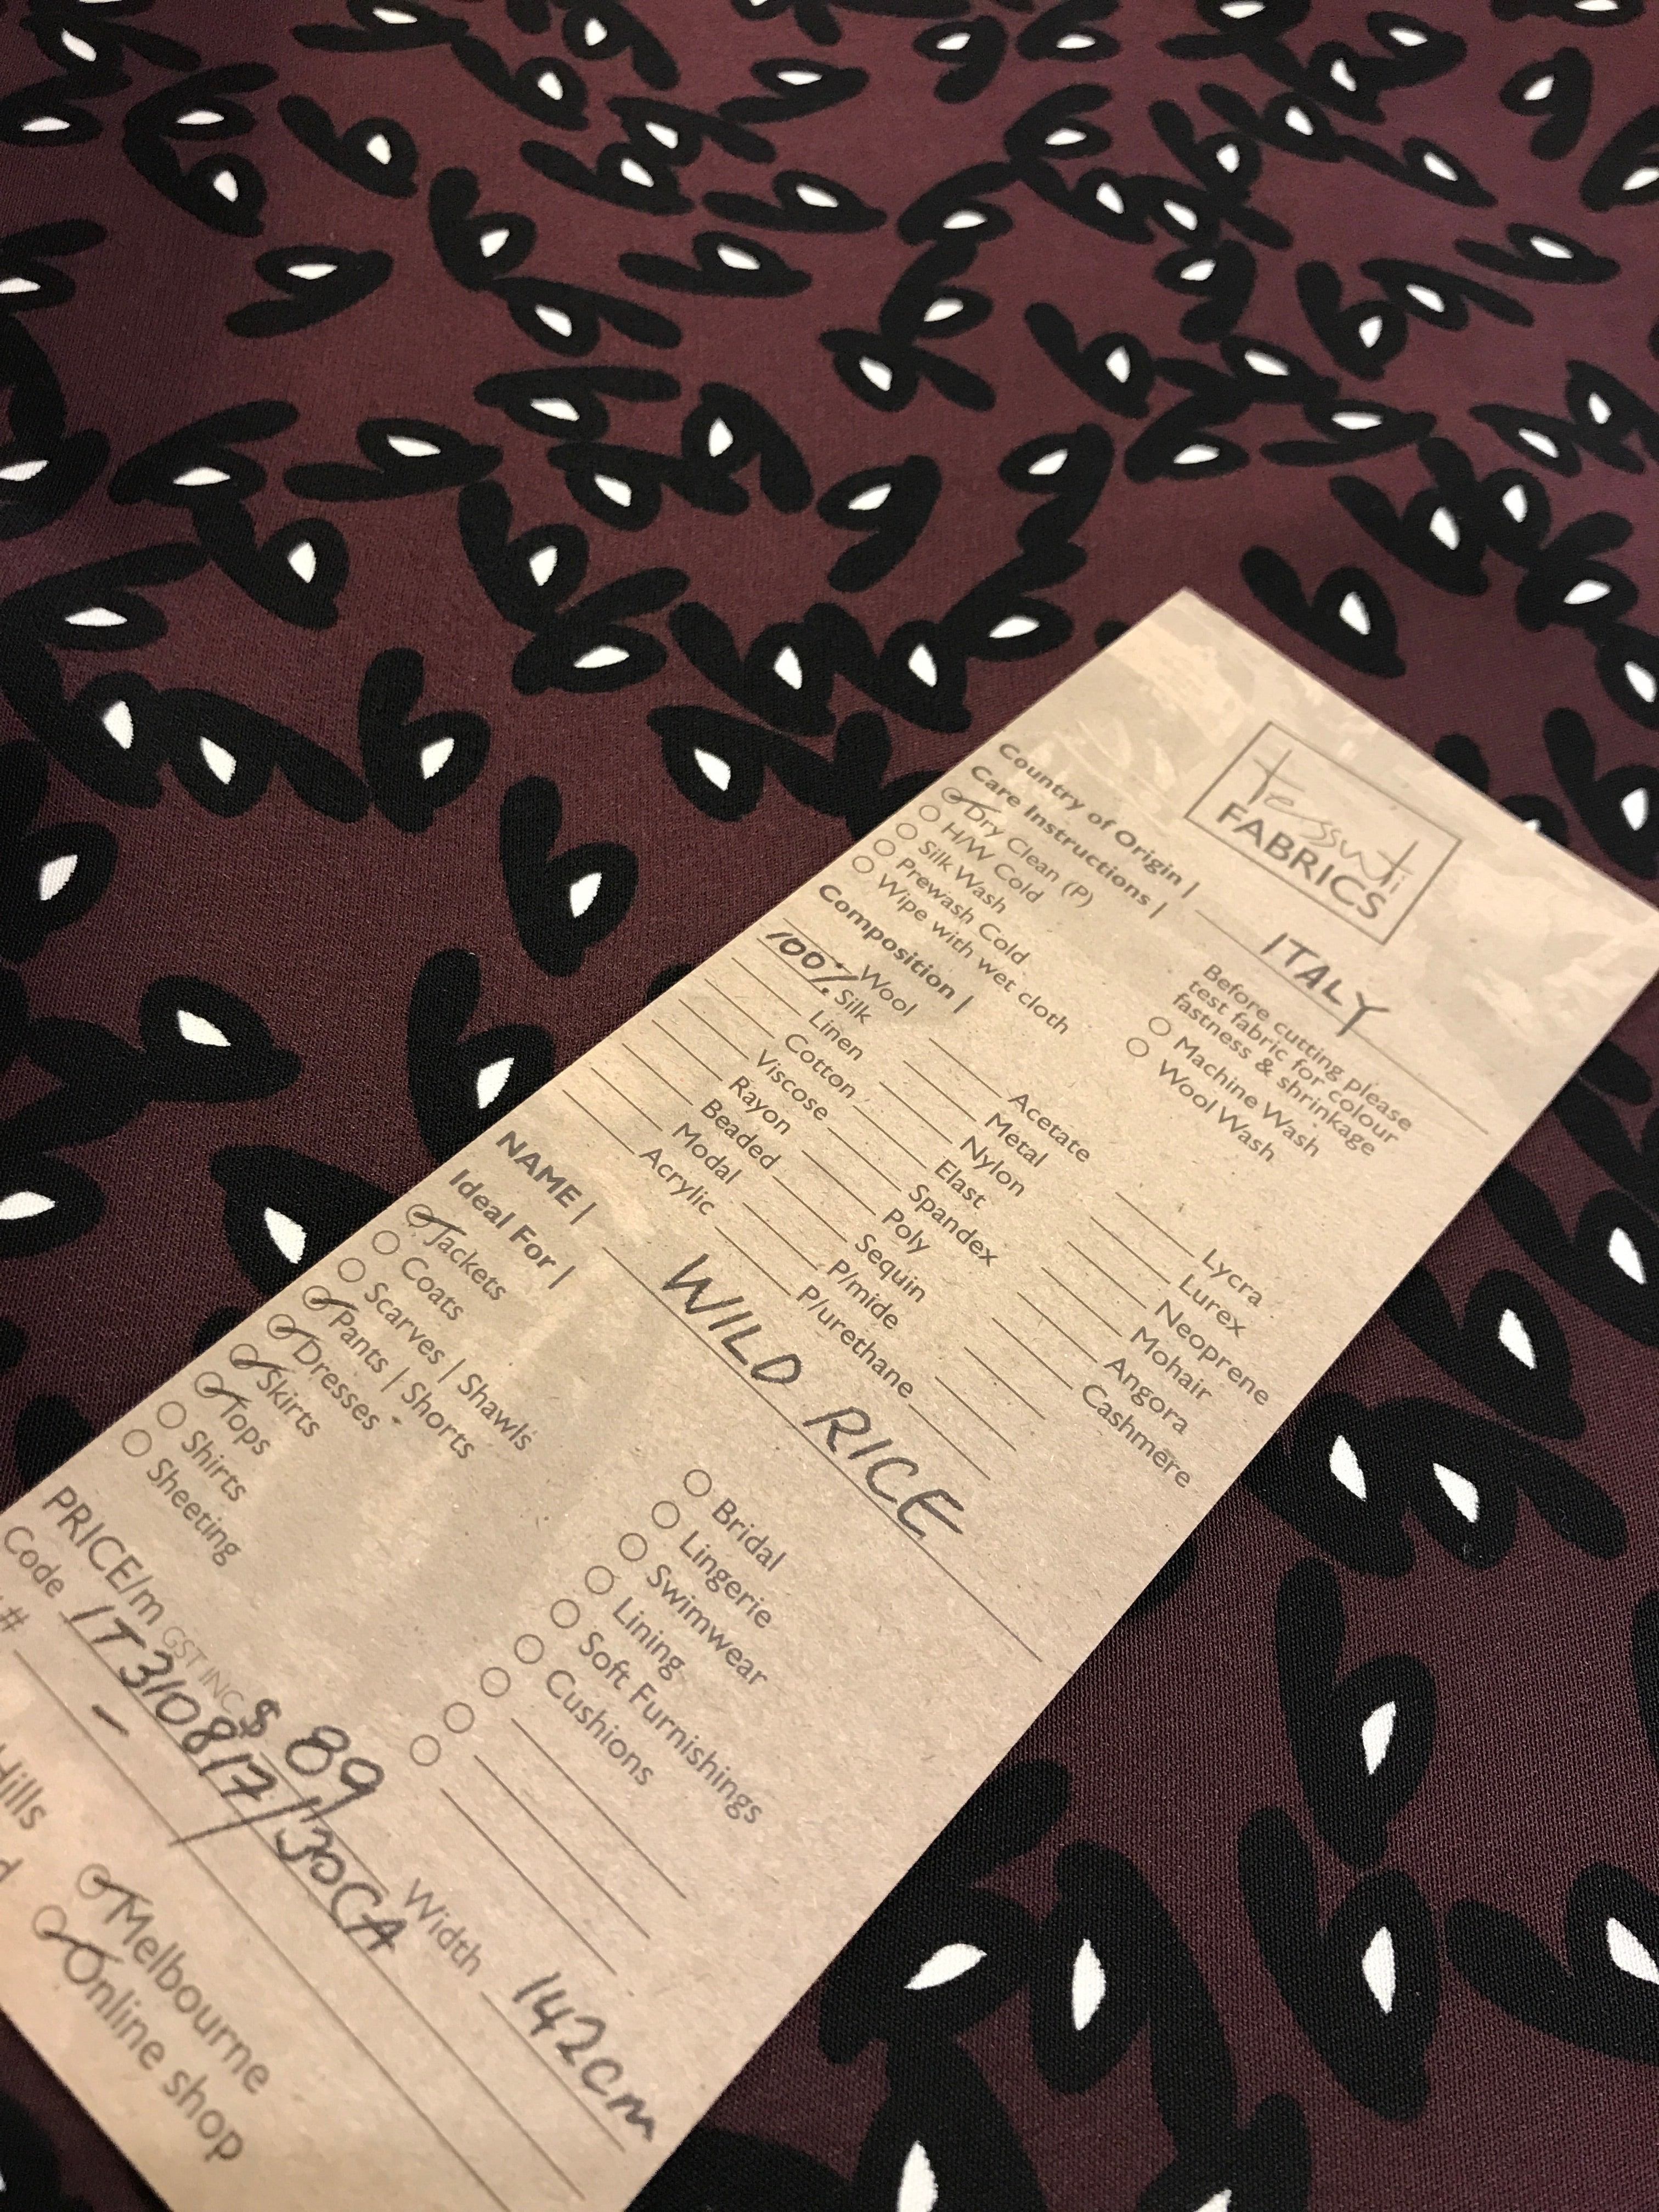 tessuti
FABRICS
Country of Origin | ITALY
Care Instructions |
Dry Clean (P)
H/W Cold
Silk Wash
Prewash Cold
Wipe with wet cloth
Before cutting please
test fabric for colour
fastness & shrinkage
Machine Wash
Wool Wash
Composition |
Wool
100% Silk
Linen
Cotton
Viscose
Rayon
Beaded
Modal
Acrylic
Acetate
Metal
Nylon
Elast
Spandex
Poly
Sequin
P/mide
P/urethane
Lycra
Lurex
Neoprene
Mohair
Angora
Cashmere
NAME | WILD RICE
Ideal For |
Jackets
Coats
Scarves | Shawls
Pants | Shorts
Dresses
Skirts
Tops
Shirts
Sheeting
Bridal
Lingerie
Swimwear
Lining
Soft Furnishings
Cushions
PRICE/m GST INC $ 89 Width 142cm
Code IT310817/30CA
# –
Hills
Melbourne
Online shop